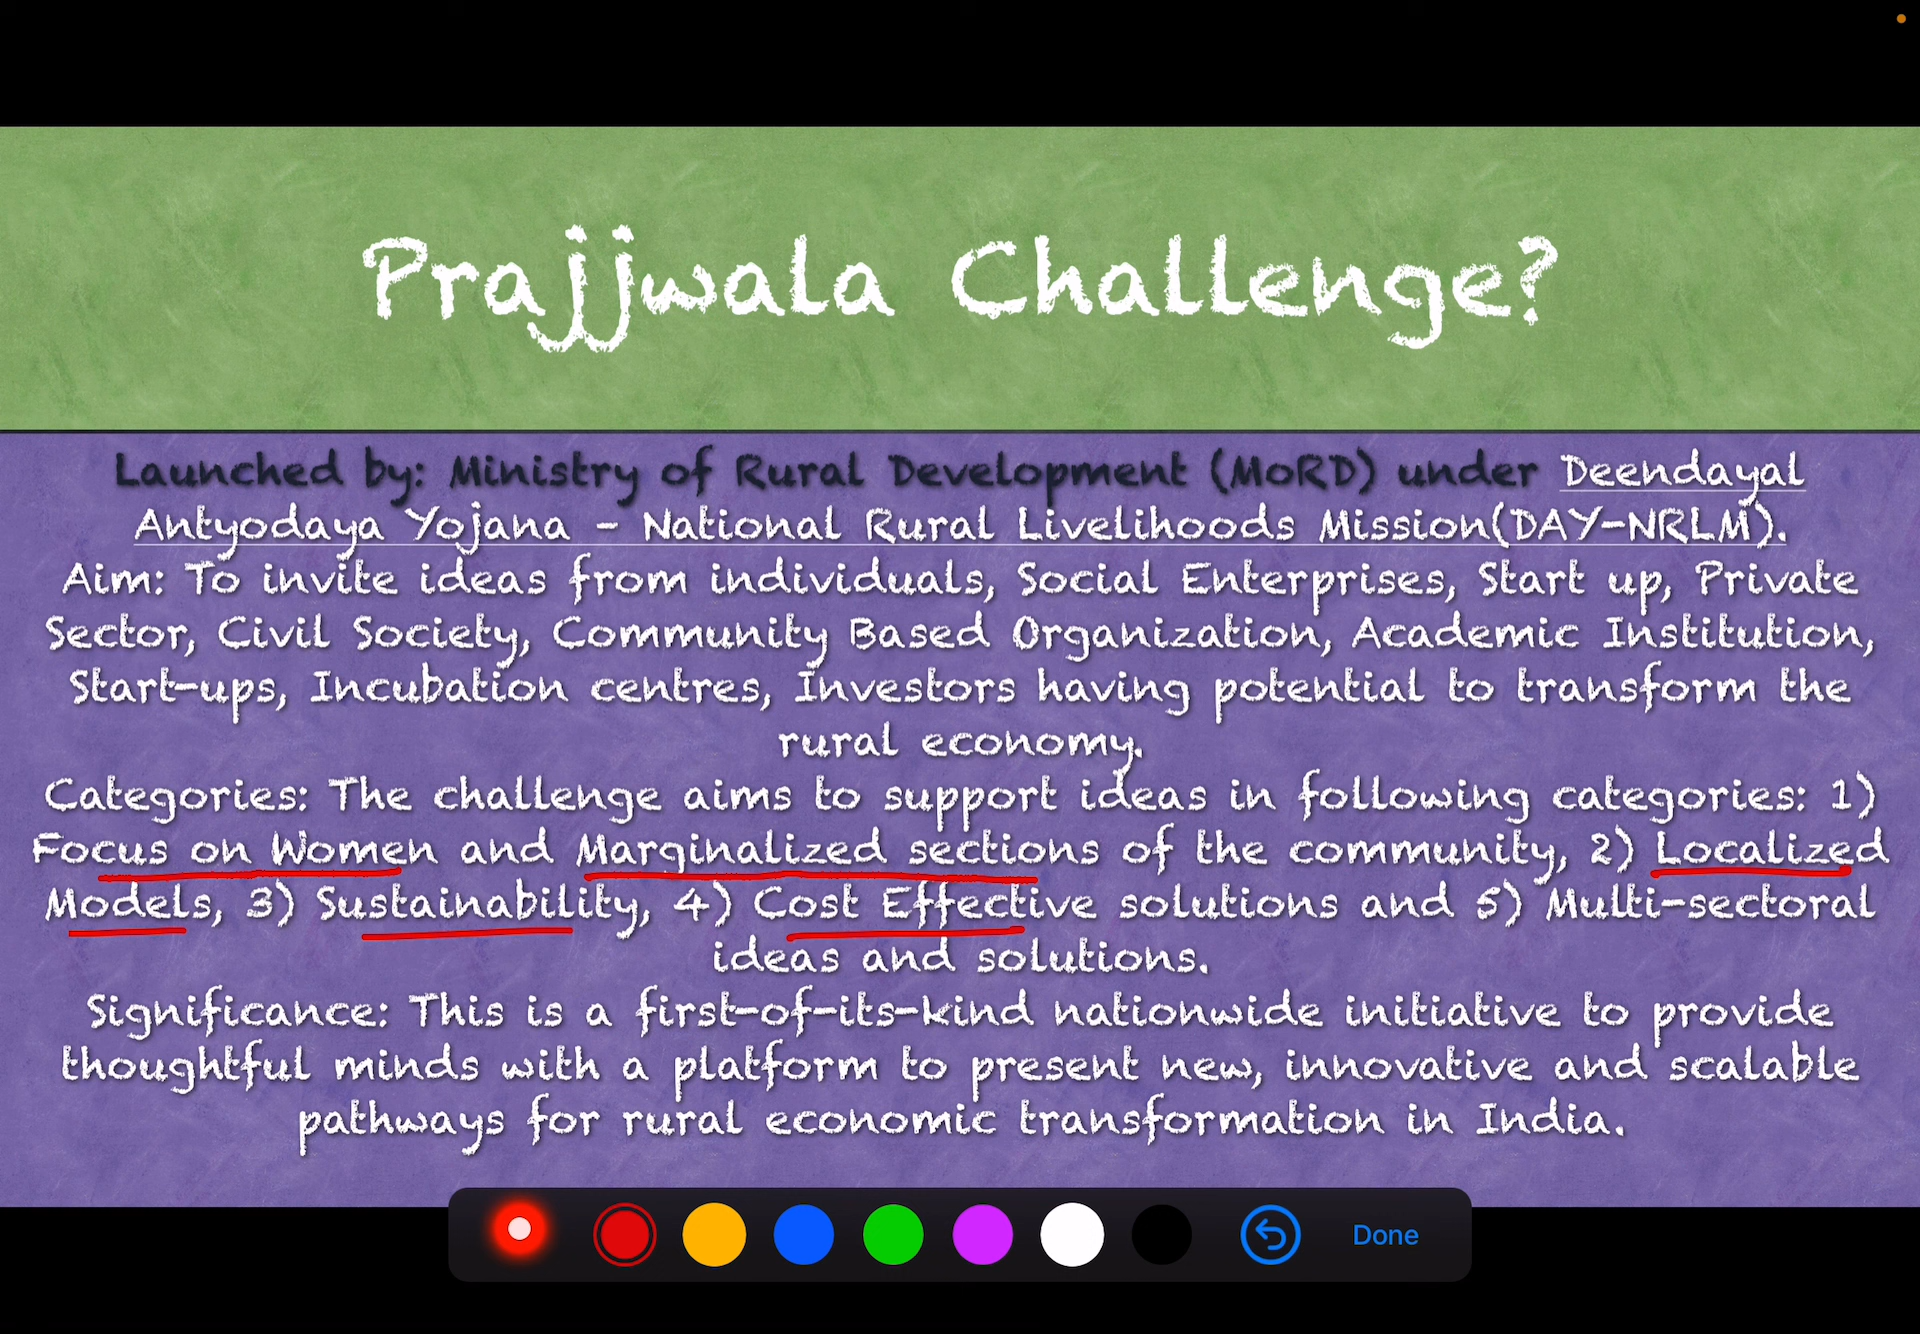 Prajjwala Challenge?
Launched by: Ministry of Rural Development (MoRD) under Deendayal
Antyodaya Yojana - National Rural Livelihoods Mission(DAY-NRLM).
Aim: To invite ideas from individuals, Social Enterprises, Start up, Private
Sector, Civil Society, Community Based Organization, Academic Institution,
Start-ups, Incubation centres, Investors having potential to transform the
rural economy.
Categories: The challenge aims to support ideas in following categories: 1)
Focus on Women and Marginalized sections of the community, 2) Localized
Models, 3) Sustainability, 4) Cost Effective solutions and 5) Multi-sectoral
ideas and solutions.
Significance: This is a first-of-its-kind nationwide initiative to provide
thoughtful minds with a platform to present new, innovative and scalable
pathways for rural economic transformation in India.
Done